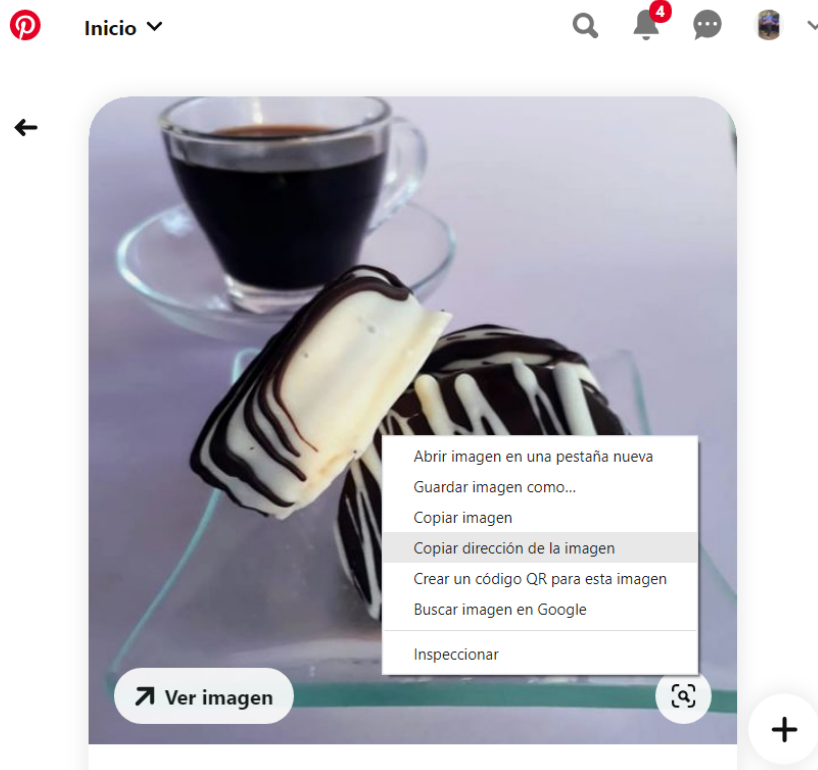 Inicio
4
Abrir imagen en una pestaña nueva
Guardar imagen como...
Copiar imagen
Copiar dirección de la imagen
Crear un código QR para esta imagen
Buscar imagen en Google
Inspeccionar
Ver imagen